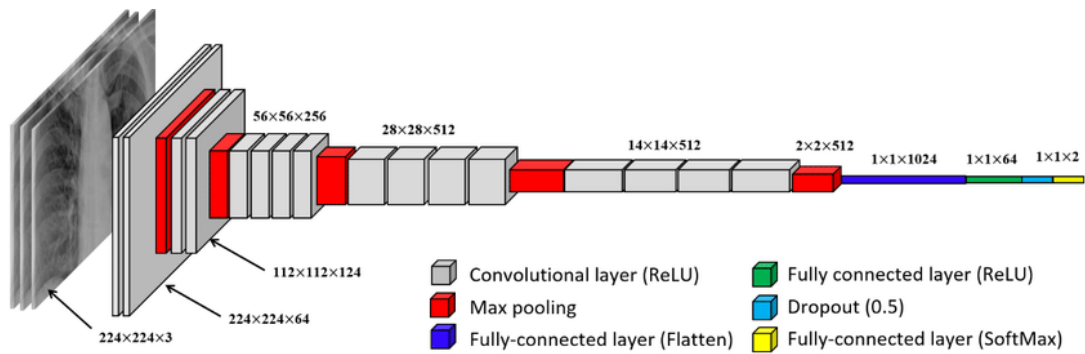 56×56×256
28×28×512
14×14×512
2×2×512
1×1×1024
1×1×64
1×1×2
112×112×124
224×224×64
224×224×3
Convolutional layer (ReLU)
Max pooling
Fully-connected layer (Flatten)
Fully connected layer (ReLU)
Dropout (0.5)
Fully-connected layer (SoftMax)